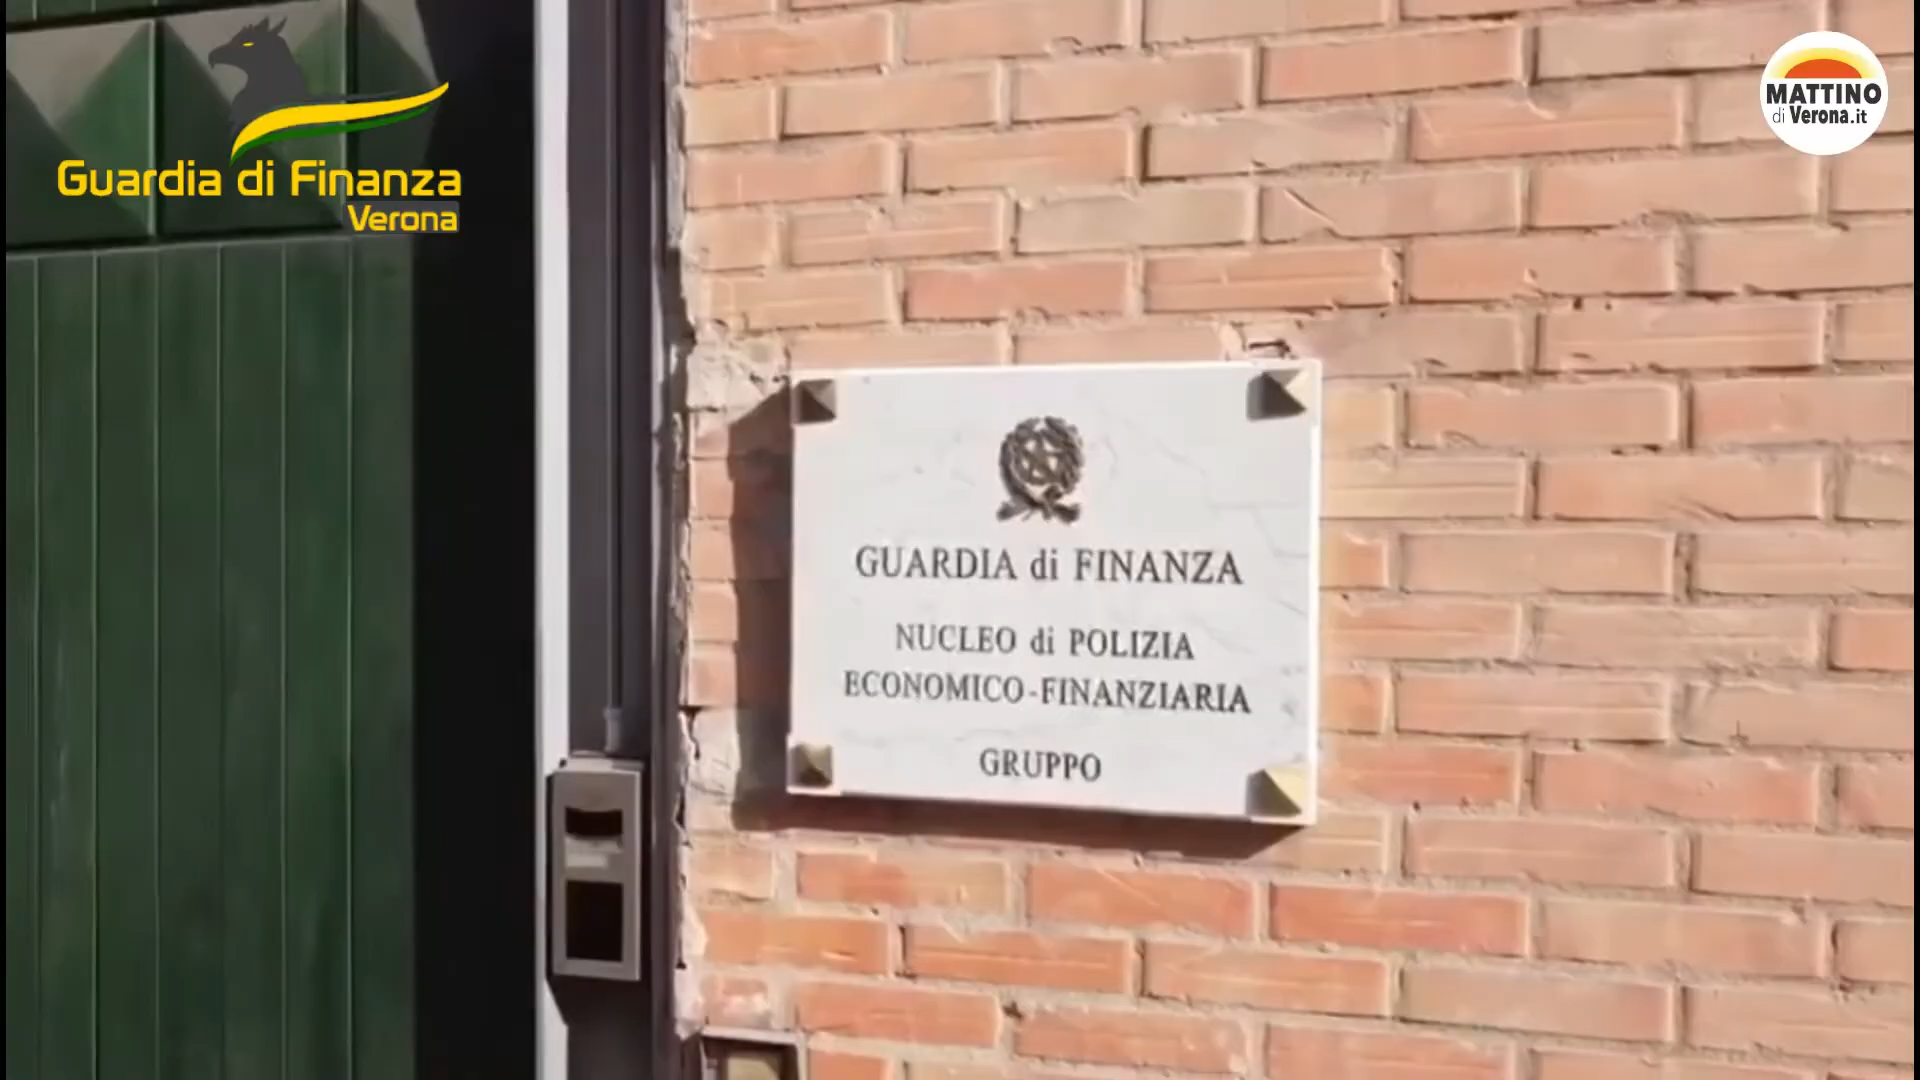 Guardia di Finanza
Verona
MATTINO
di Verona.it
GUARDIA di FINANZA
NUCLEO di POLIZIA
ECONOMICO-FINANZIARIA
GRUPPO